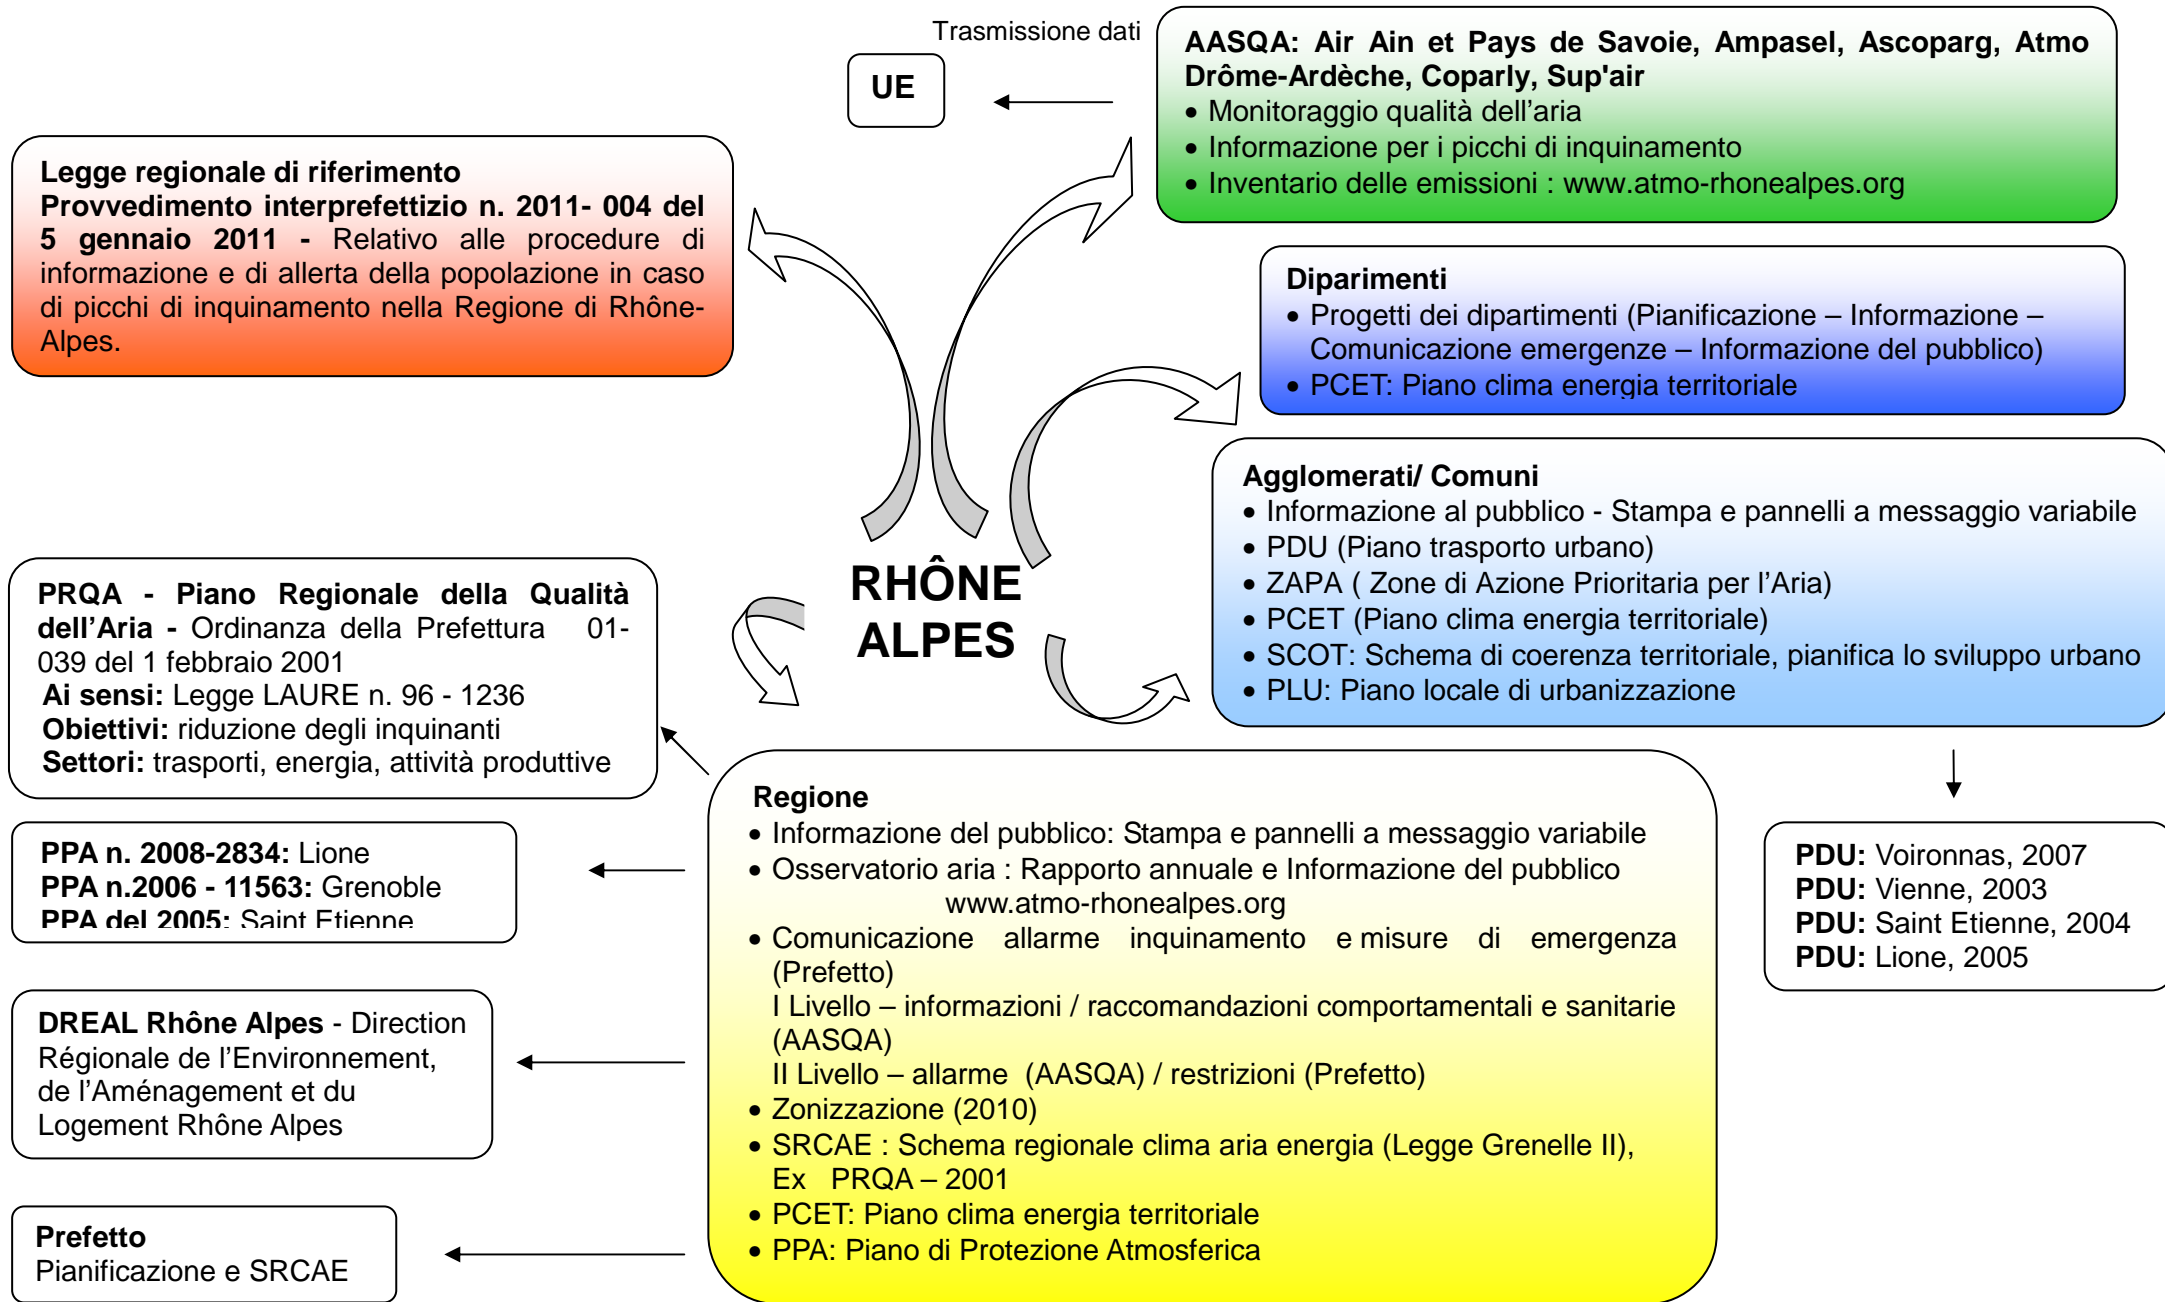 Trasmissione dati
UE
AASQA: Air Ain et Pays de Savoie, Ampasel, Ascoparg, Atmo
Drôme-Ardèche, Coparly, Sup'air
• Monitoraggio qualità dell’aria
• Informazione per i picchi di inquinamento
• Inventario delle emissioni : www.atmo-rhonealpes.org
Legge regionale di riferimento
Provvedimento interprefettizio n. 2011- 004 del
5 gennaio 2011 - Relativo alle procedure di
informazione e di allerta della popolazione in caso
di picchi di inquinamento nella Regione di Rhône-
Alpes.
Diparimenti
• Progetti dei dipartimenti (Pianificazione – Informazione –
Comunicazione emergenze – Informazione del pubblico)
• PCET: Piano clima energia territoriale
Agglomerati/ Comuni
• Informazione al pubblico - Stampa e pannelli a messaggio variabile
• PDU (Piano trasporto urbano)
• ZAPA ( Zone di Azione Prioritaria per l’Aria)
• PCET (Piano clima energia territoriale)
• SCOT: Schema di coerenza territoriale, pianifica lo sviluppo urbano
• PLU: Piano locale di urbanizzazione
RHÔNE
ALPES
PRQA - Piano Regionale della Qualità
dell’Aria - Ordinanza della Prefettura 01-
039 del 1 febbraio 2001
Ai sensi: Legge LAURE n. 96 - 1236
Obiettivi: riduzione degli inquinanti
Settori: trasporti, energia, attività produttive
PPA n. 2008-2834: Lione
PPA n.2006 - 11563: Grenoble
PPA del 2005: Saint Etienne
DREAL Rhône Alpes - Direction
Régionale de l’Environnement,
de l’Aménagement et du
Logement Rhône Alpes
Prefetto
Pianificazione e SRCAE
Regione
• Informazione del pubblico: Stampa e pannelli a messaggio variabile
• Osservatorio aria : Rapporto annuale e Informazione del pubblico
www.atmo-rhonealpes.org
• Comunicazione allarme inquinamento e misure di emergenza
(Prefetto)
I Livello – informazioni / raccomandazioni comportamentali e sanitarie
(AASQA)
II Livello – allarme (AASQA) / restrizioni (Prefetto)
• Zonizzazione (2010)
• SRCAE : Schema regionale clima aria energia (Legge Grenelle II),
Ex PRQA – 2001
• PCET: Piano clima energia territoriale
• PPA: Piano di Protezione Atmosferica
PDU: Voironnas, 2007
PDU: Vienne, 2003
PDU: Saint Etienne, 2004
PDU: Lione, 2005